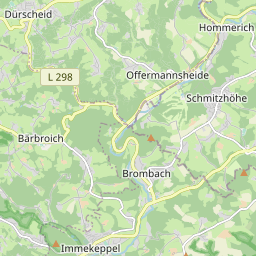 Dürscheid
Hommerich
L 298
Offermannsheide
Schmitzhöhe
Bärbroich
Brombach
Immekeppel